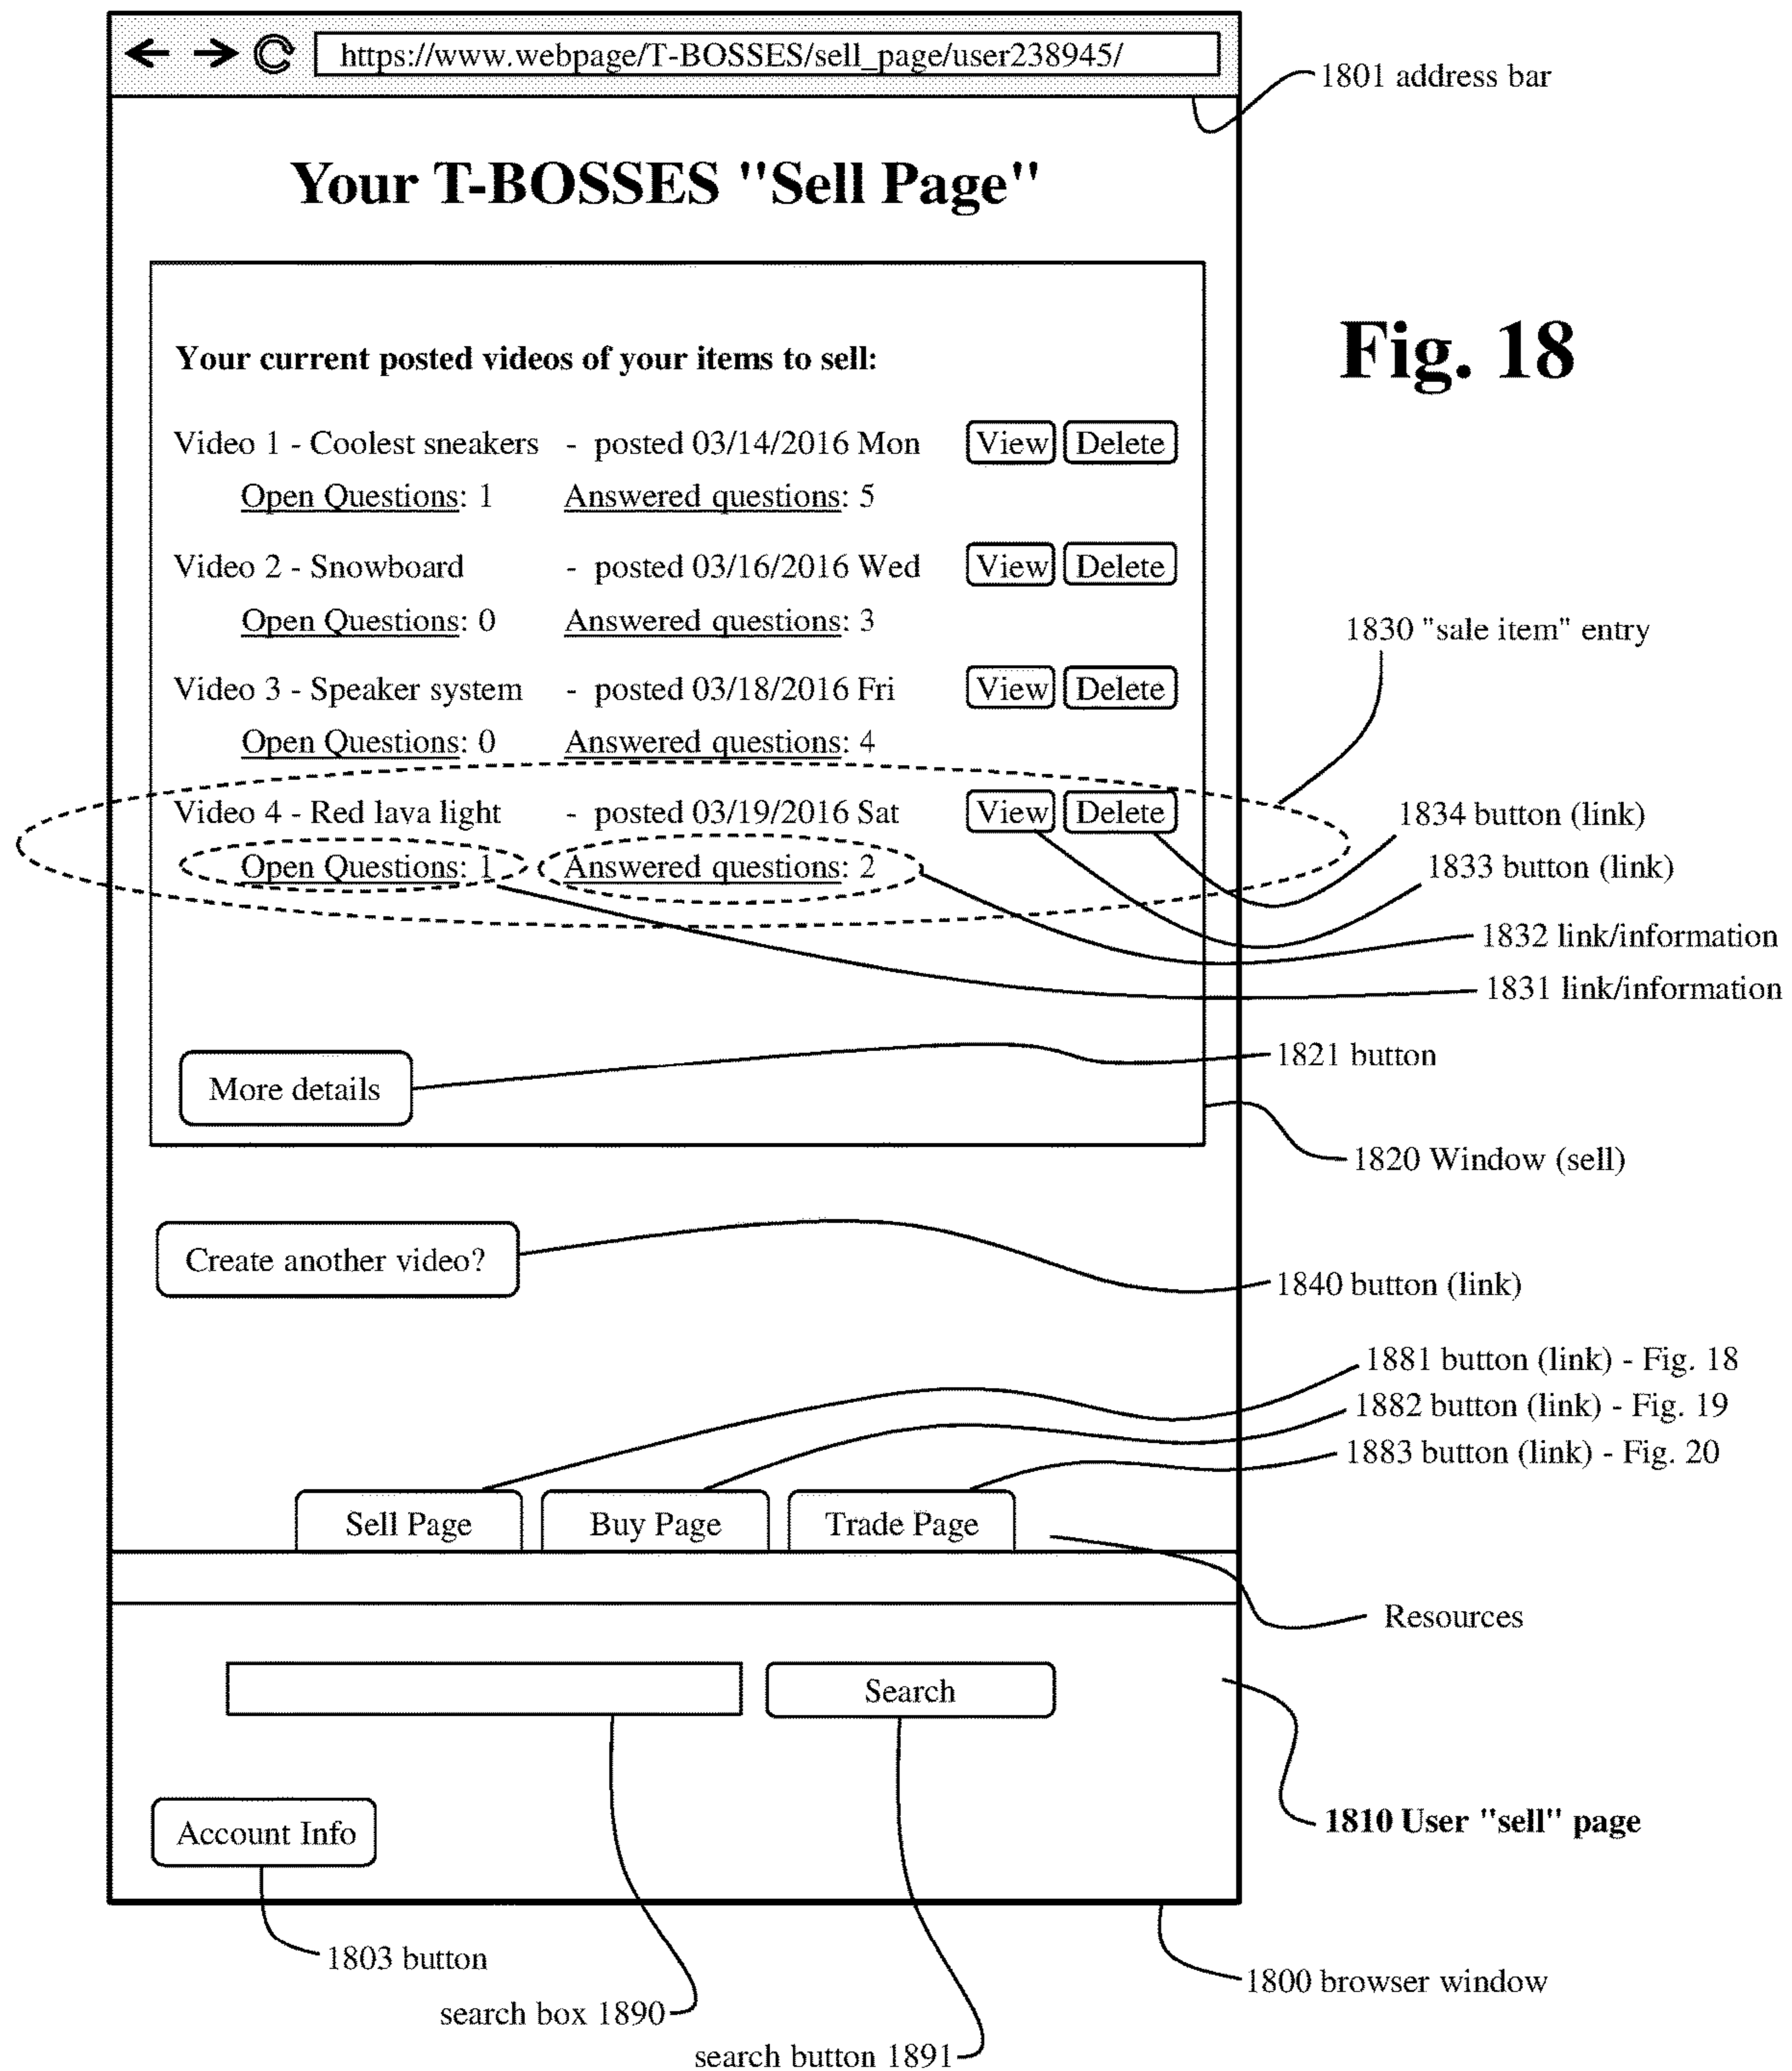 https://www.webpage/T-BOSSES/sell_page/user238945/
1801 address bar
Your T-BOSSES "Sell Page"
Fig. 18
Your current posted videos of your items to sell:
Video 1 - Coolest sneakers - posted 03/14/2016 Mon View Delete
Open Questions: 1 Answered questions: 5
Video 2 - Snowboard - posted 03/16/2016 Wed View Delete
Open Questions: 0 Answered questions: 3
1830 "sale item" entry
Video 3 - Speaker system - posted 03/18/2016 Fri View Delete
Open Questions: 0 Answered questions: 4
Video 4 - Red lava light - posted 03/19/2016 Sat View Delete
1834 button (link)
Open Questions: 1 Answered questions: 2
1833 button (link)
1832 link/information
1831 link/information
1821 button
More details
1820 Window (sell)
Create another video?
1840 button (link)
1881 button (link) - Fig. 18
1882 button (link) - Fig. 19
1883 button (link) - Fig. 20
Sell Page Buy Page Trade Page
Resources
Search
1810 User "sell" page
Account Info
1803 button
1800 browser window
search box 1890
search button 1891